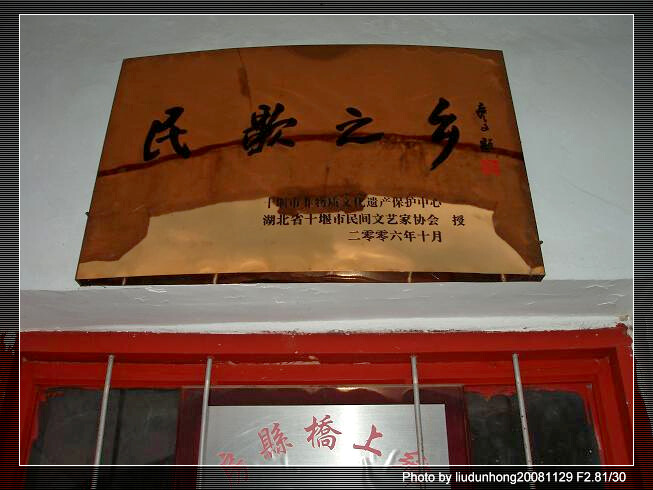 民歌之乡
十堰市非物质文化遗产保护中心
湖北省十堰市民间文艺家协会 授
二零零六年十月
縣橋上
Photo by liudunhong20081129 F2.81/30